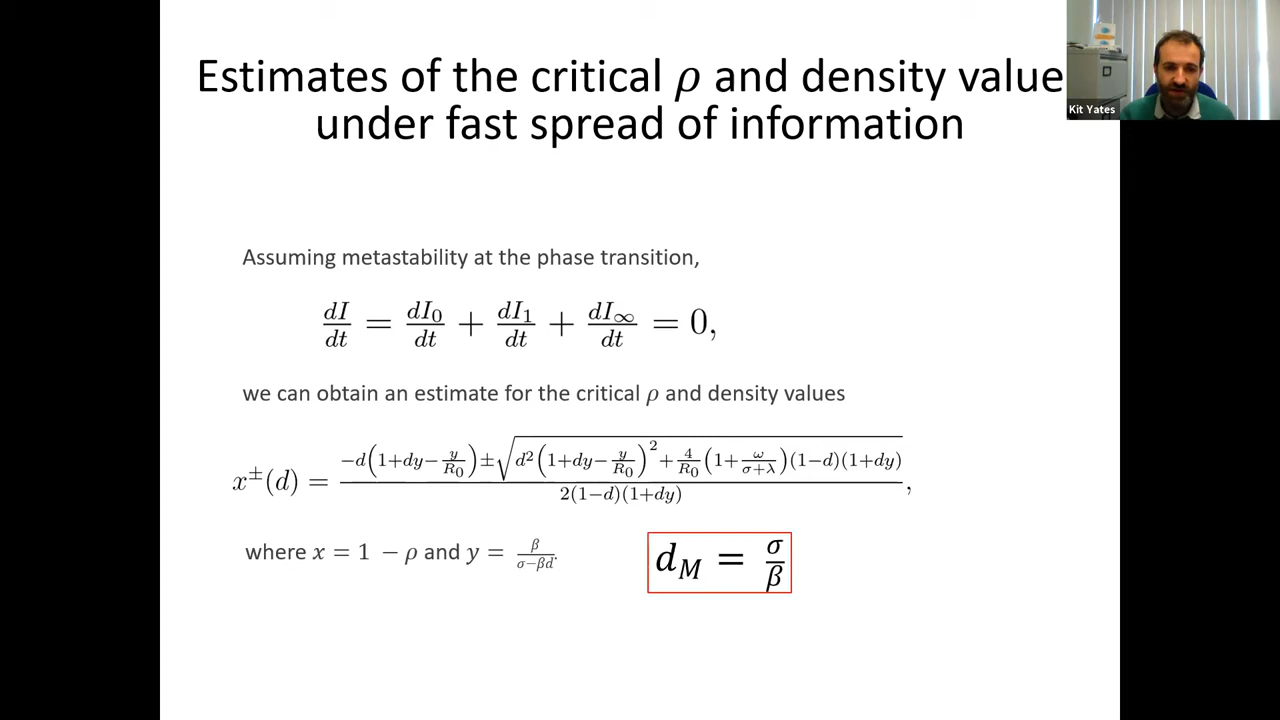 Estimates of the critical ρ and density value
under fast spread of information
Kit Yates
Assuming metastability at the phase transition,
dI/dt = dI₀/dt + dI₁/dt + dI∞/dt = 0,
we can obtain an estimate for the critical ρ and density values
x^±(d) = (−d(1+dy−y/R₀)±√(d²(1+dy−y/R₀)²+4/R₀(1+ω/(σ+λ))(1−d)(1+dy)))/(2(1−d)(1+dy)),
where x = 1 − ρ and y = β/(σ−βd).
d_M = σ/β